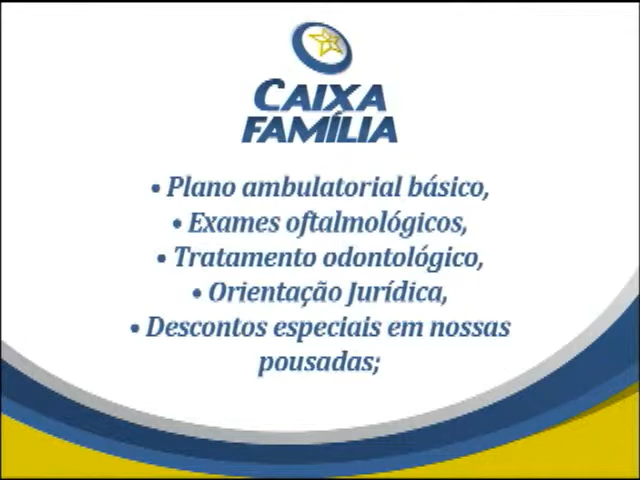 CAIXA
FAMÍLIA
• Plano ambulatorial básico,
• Exames oftalmológicos,
• Tratamento odontológico,
• Orientação Jurídica,
• Descontos especiais em nossas
pousadas;